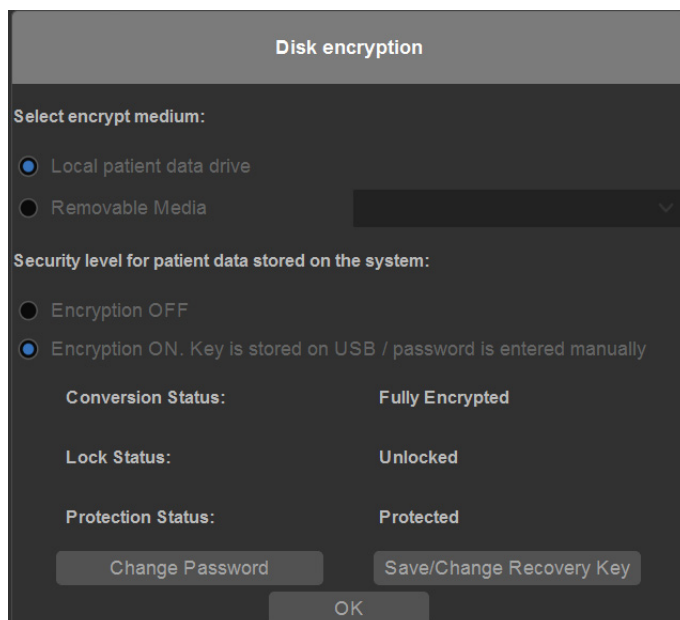 Disk encryption
Select encrypt medium:
Local patient data drive
Removable Media
Security level for patient data stored on the system:
Encryption OFF
Encryption ON. Key is stored on USB / password is entered manually
Conversion Status: Fully Encrypted
Lock Status: Unlocked
Protection Status: Protected
Change Password Save/Change Recovery Key
OK